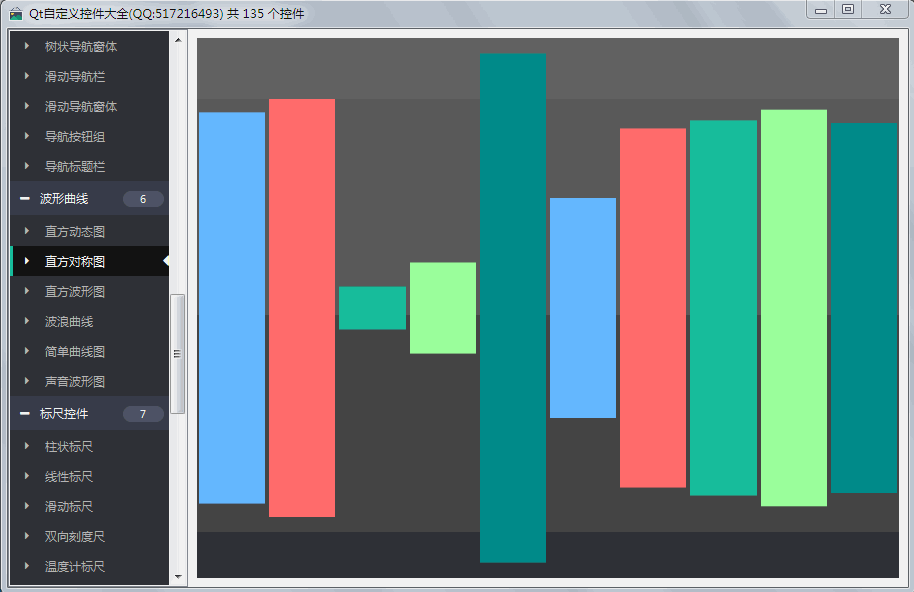 Qt自定义控件大全(QQ:517216493) 共 135 个控件
树状导航窗体
滑动导航栏
滑动导航窗体
导航按钮组
导航标题栏
波形曲线 6
直方动态图
直方对称图
直方波形图
波浪曲线
简单曲线图
声音波形图
标尺控件 7
柱状标尺
线性标尺
滑动标尺
双向刻度尺
温度计标尺